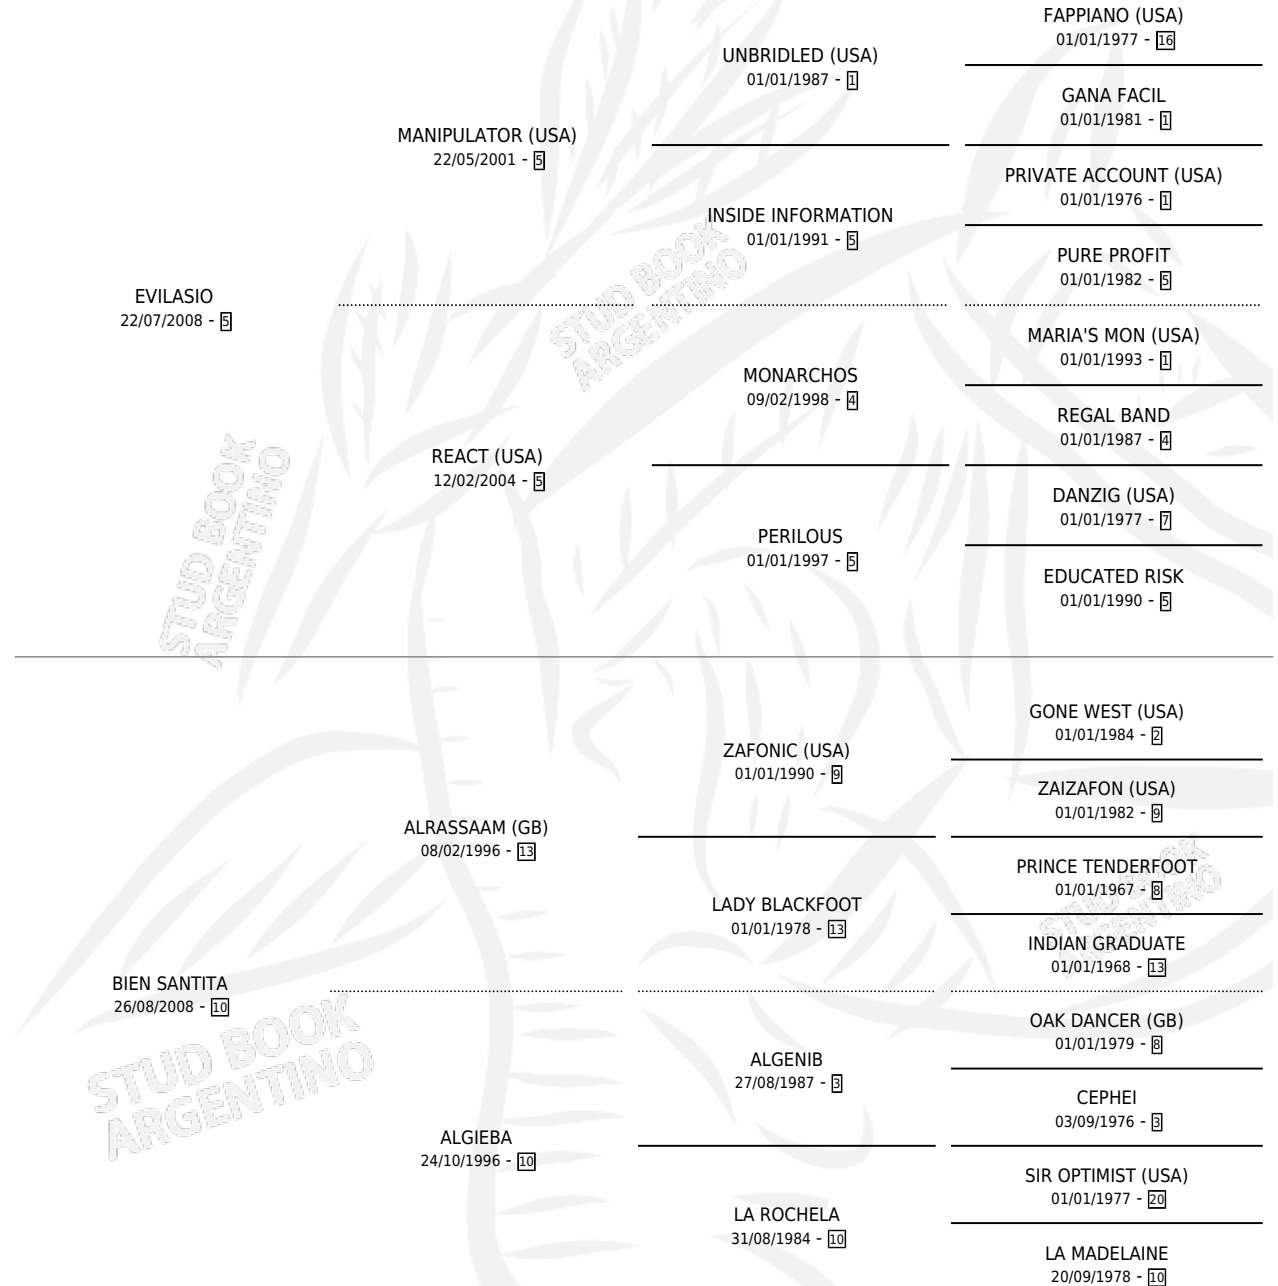 FAPPIANO (USA)
01/01/1977 - 16
UNBRIDLED (USA)
01/01/1987 - 1
GANA FACIL
01/01/1981 - 1
MANIPULATOR (USA)
22/05/2001 - 5
PRIVATE ACCOUNT (USA)
01/01/1976 - 1
INSIDE INFORMATION
01/01/1991 - 5
PURE PROFIT
01/01/1982 - 5
EVILASIO
22/07/2008 - 5
STUD BOOK
ARGENTINO
MARIA'S MON (USA)
01/01/1993 - 1
MONARCHOS
09/02/1998 - 4
REGAL BAND
01/01/1987 - 4
REACT (USA)
12/02/2004 - 5
DANZIG (USA)
01/01/1977 - 7
PERILOUS
01/01/1997 - 5
EDUCATED RISK
01/01/1990 - 5
STUD BOOK
ARGENTINO
GONE WEST (USA)
01/01/1984 - 2
ZAFONIC (USA)
01/01/1990 - 9
ZAIZAFON (USA)
01/01/1982 - 9
ALRASSAAM (GB)
08/02/1996 - 13
PRINCE TENDERFOOT
01/01/1967 - 8
LADY BLACKFOOT
01/01/1978 - 13
INDIAN GRADUATE
01/01/1968 - 13
STUD BOOK
ARGENTINO
BIEN SANTITA
26/08/2008 - 10
OAK DANCER (GB)
01/01/1979 - 8
ALGENIB
27/08/1987 - 3
CEPHEI
03/09/1976 - 3
STUD BOOK
ARGENTINO
ALGIEBA
24/10/1996 - 10
SIR OPTIMIST (USA)
01/01/1977 - 20
LA ROCHELA
31/08/1984 - 10
LA MADELAINE
20/09/1978 - 10